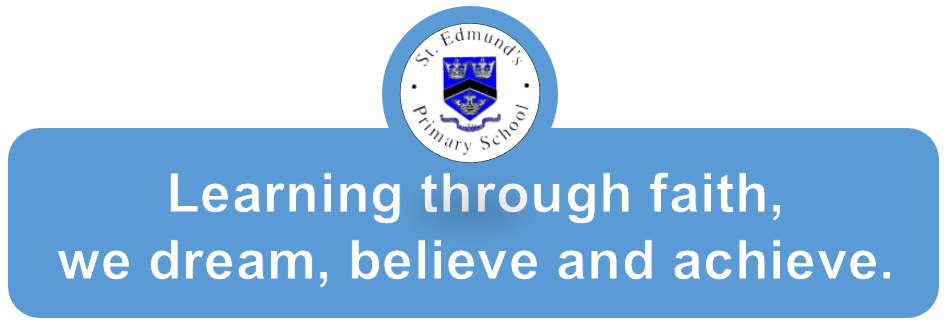 St. Edmund's
Primary School
Learning through faith,
we dream, believe and achieve.